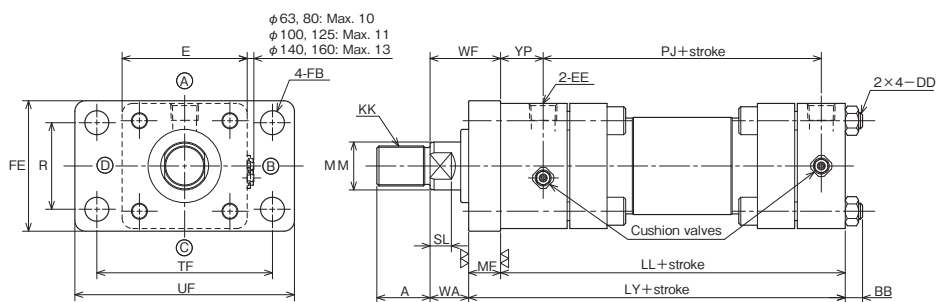 φ63, 80: Max. 10
φ100, 125: Max. 11
φ140, 160: Max. 13
E
WF
YP
PJ+stroke
A
4-FB
2-EE
2×4-DD
KK
FE
R
D
B
MM
C
Cushion valves
SL
TF
MF
LL+stroke
UF
A
WA
LY+stroke
BB